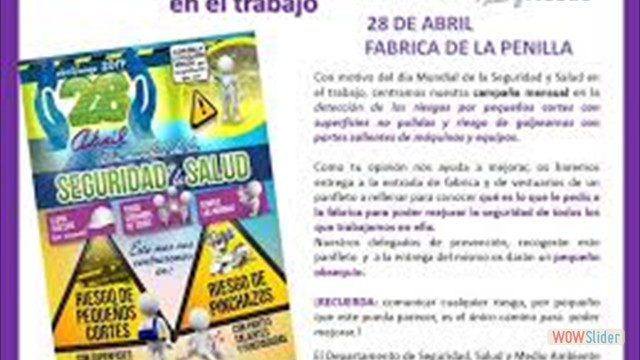 en el trabajo
28 DE ABRIL
FABRICA DE LA PENILLA
Con motivo del día Mundial de la Seguridad y Salud en
el trabajo, centramos nuestra campaña mensual en la
detección de los riesgos por pequeños cortes con
superficies no pulidas y riesgo de golpearnos con
partes salientes de máquinas y equipos.
Como tu opinión nos ayuda a mejorar, os haremos
entrega a la entrada de fabrica y de vestuarios de un
panfleto a rellenar para conocer qué es lo que le pedís a
la fábrica para poder mejorar la seguridad de todos los
que trabajamos en ella.
Nuestros delegados de prevención, recogerán este
panfleto y a la entrega del mismo os darán un pequeño
obsequio.
¡RECUERDA: comunicar cualquier riesgo, por pequeño
que este pueda parecer, es el único camino para poder
mejorar.!
El Departamento de Seguridad, Salud y Medio Ambiente
28
Abril
SEGURIDAD SALUD
Este mes nos
centraremos
en:
RIESGO DE
PEQUEÑOS
CORTES
RIESGO DE
PINCHAZOS
WOWSlider